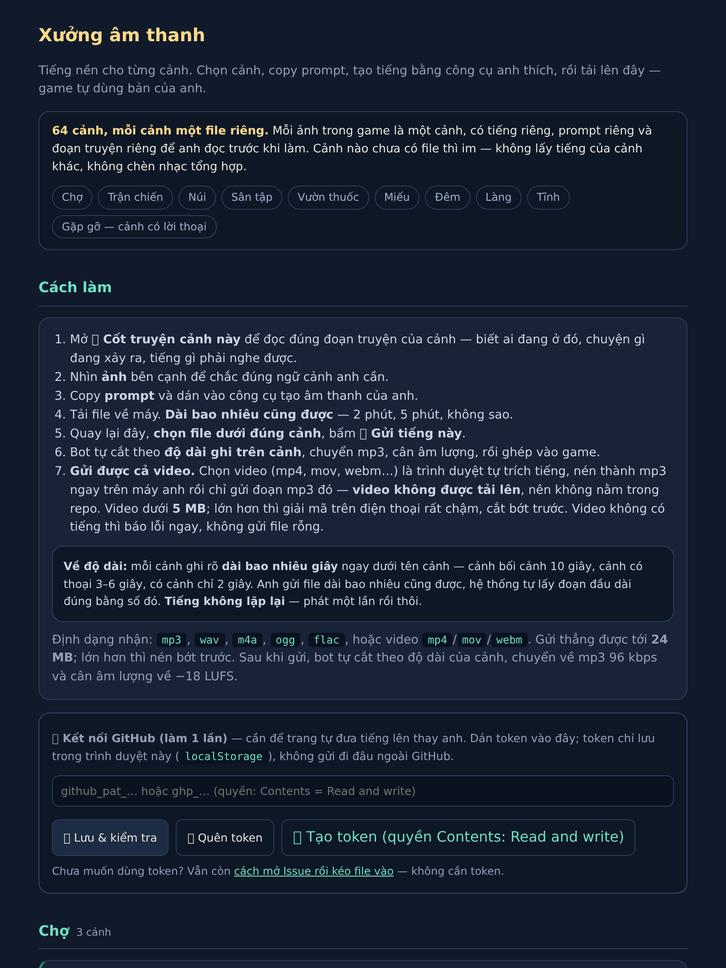 Xưởng âm thanh
Tiếng nền cho từng cảnh. Chọn cảnh, copy prompt, tạo tiếng bằng công cụ anh thích, rồi tải lên đây —
game tự dùng bản của anh.
64 cảnh, mỗi cảnh một file riêng. Mỗi ảnh trong game là một cảnh, có tiếng riêng, prompt riêng và
đoạn truyện riêng để anh đọc trước khi làm. Cảnh nào chưa có file thì im — không lấy tiếng của cảnh
khác, không chèn nhạc tổng hợp.
Chợ Trận chiến Núi Sân tập Vườn thuốc Miếu Đêm Làng Tĩnh
Gặp gỡ — cảnh có lời thoại
Cách làm
1. Mở Cốt truyện cảnh này để đọc đúng đoạn truyện của cảnh — biết ai đang ở đó, chuyện gì
đang xảy ra, tiếng gì phải nghe được.
2. Nhìn ảnh bên cạnh để chắc đúng ngữ cảnh anh cần.
3. Copy prompt và dán vào công cụ tạo âm thanh của anh.
4. Tải file về máy. Dài bao nhiêu cũng được — 2 phút, 5 phút, không sao.
5. Quay lại đây, chọn file dưới đúng cảnh, bấm Gửi tiếng này.
6. Bot tự cắt theo độ dài ghi trên cảnh, chuyển mp3, cân âm lượng, rồi ghép vào game.
7. Gửi được cả video. Chọn video (mp4, mov, webm…) là trình duyệt tự trích tiếng, nén thành mp3
ngay trên máy anh rồi chỉ gửi đoạn mp3 đó — video không được tải lên, nên không nằm trong
repo. Video dưới 5 MB; lớn hơn thì giải mã trên điện thoại rất chậm, cắt bớt trước. Video không có
tiếng thì báo lỗi ngay, không gửi file rỗng.
Về độ dài: mỗi cảnh ghi rõ dài bao nhiêu giây ngay dưới tên cảnh — cảnh bối cảnh 10 giây, cảnh có
thoại 3–6 giây, có cảnh chỉ 2 giây. Anh gửi file dài bao nhiêu cũng được, hệ thống tự lấy đoạn đầu dài
đúng bằng số đó. Tiếng không lặp lại — phát một lần rồi thôi.
Định dạng nhận: mp3, wav, m4a, ogg, flac, hoặc video mp4/mov/webm. Gửi thẳng được tới 24
MB; lớn hơn thì nén bớt trước. Sau khi gửi, bot tự cắt theo độ dài của cảnh, chuyển về mp3 96 kbps
và cân âm lượng về −18 LUFS.
Kết nối GitHub (làm 1 lần) — cần để trang tự đưa tiếng lên thay anh. Dán token vào đây; token chỉ lưu
trong trình duyệt này ( localStorage ), không gửi đi đâu ngoài GitHub.
github_pat_… hoặc ghp_… (quyền: Contents = Read and write)
Lưu & kiểm tra Quên token Tạo token (quyền Contents: Read and write)
Chưa muốn dùng token? Vẫn còn cách mở Issue rồi kéo file vào — không cần token.
Chợ 3 cảnh